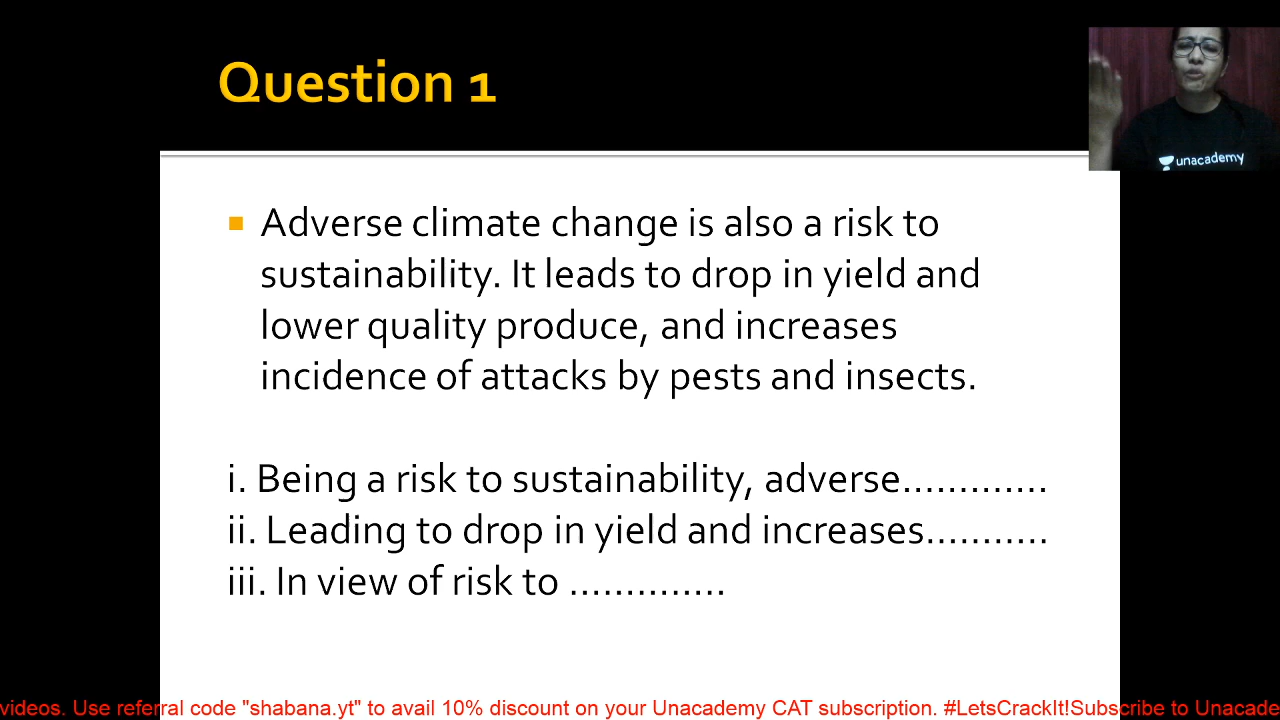 Question 1
unacademy
Adverse climate change is also a risk to
sustainability. It leads to drop in yield and
lower quality produce, and increases
incidence of attacks by pests and insects.
i. Being a risk to sustainability, adverse.............
ii. Leading to drop in yield and increases...........
iii. In view of risk to ..............
videos. Use referral code "shabana.yt" to avail 10% discount on your Unacademy CAT subscription. #LetsCrackIt!Subscribe to Unacade